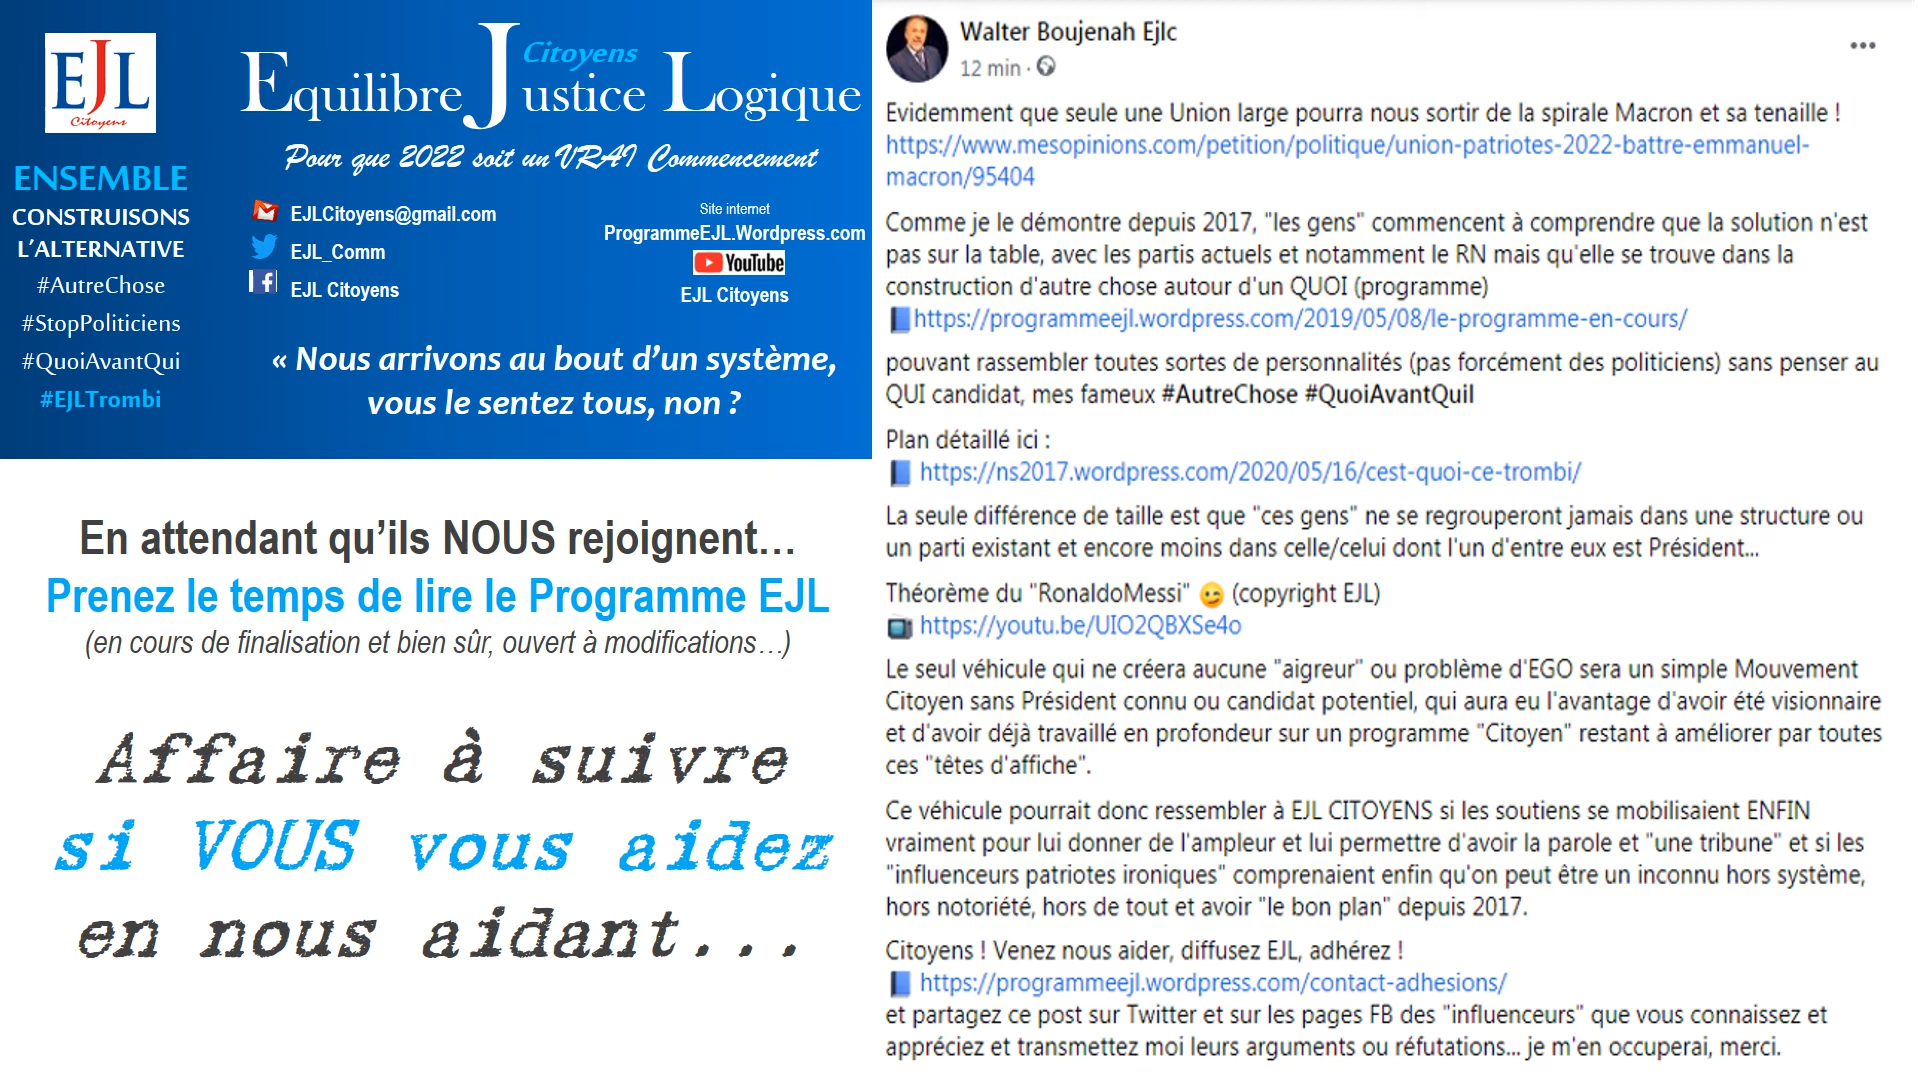 EJL
Citoyens
ENSEMBLE
CONSTRUISONS
L'ALTERNATIVE
#AutreChose
#StopPoliticiens
#QuoiAvantQui
#EJLTrombi
Citoyens
Equilibre Justice Logique
Pour que 2022 soit un VRAI Commencement
EJLCitoyens@gmail.com
EJL_Comm
EJL Citoyens
Site internet
ProgrammeEJL.Wordpress.com
YouTube
EJL Citoyens
« Nous arrivons au bout d'un système,
vous le sentez tous, non ?
En attendant qu'ils NOUS rejoignent...
Prenez le temps de lire le Programme EJL
(en cours de finalisation et bien sûr, ouvert à modifications...)
Affaire à suivre
si VOUS vous aidez
en nous aidant...
Walter Boujenah Ejlc
12 min ·
Evidemment que seule une Union large pourra nous sortir de la spirale Macron et sa tenaille !
https://www.mesopinions.com/petition/politique/union-patriotes-2022-battre-emmanuel-
macron/95404
Comme je le démontre depuis 2017, "les gens" commencent à comprendre que la solution n'est
pas sur la table, avec les partis actuels et notamment le RN mais qu'elle se trouve dans la
construction d'autre chose autour d'un QUOI (programme)
https://programmeejl.wordpress.com/2019/05/08/le-programme-en-cours/
pouvant rassembler toutes sortes de personnalités (pas forcément des politiciens) sans penser au
QUI candidat, mes fameux #AutreChose #QuoiAvantQuiI
Plan détaillé ici :
https://ns2017.wordpress.com/2020/05/16/cest-quoi-ce-trombi/
La seule différence de taille est que "ces gens" ne se regrouperont jamais dans une structure ou
un parti existant et encore moins dans celle/celui dont l'un d'entre eux est Président...
Théorème du "RonaldoMessi" 😉 (copyright EJL)
https://youtu.be/UIO2QBXSe4o
Le seul véhicule qui ne créera aucune "aigreur" ou problème d'EGO sera un simple Mouvement
Citoyen sans Président connu ou candidat potentiel, qui aura eu l'avantage d'avoir été visionnaire
et d'avoir déjà travaillé en profondeur sur un programme "Citoyen" restant à améliorer par toutes
ces "têtes d'affiche".
Ce véhicule pourrait donc ressembler à EJL CITOYENS si les soutiens se mobilisaient ENFIN
vraiment pour lui donner de l'ampleur et lui permettre d'avoir la parole et "une tribune" et si les
"influenceurs patriotes ironiques" comprenaient enfin qu'on peut être un inconnu hors système,
hors notoriété, hors de tout et avoir "le bon plan" depuis 2017.
Citoyens ! Venez nous aider, diffusez EJL, adhérez !
https://programmeejl.wordpress.com/contact-adhesions/
et partagez ce post sur Twitter et sur les pages FB des "influenceurs" que vous connaissez et
appréciez et transmettez moi leurs arguments ou réfutations... je m'en occuperai, merci.